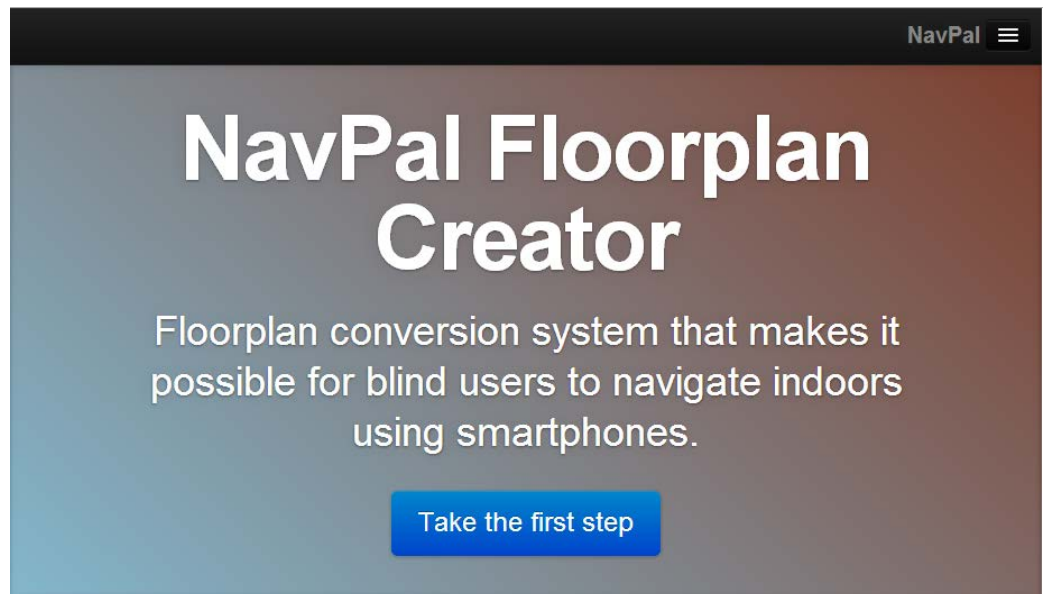 NavPal
NavPal Floorplan
Creator
Floorplan conversion system that makes it
possible for blind users to navigate indoors
using smartphones.
Take the first step